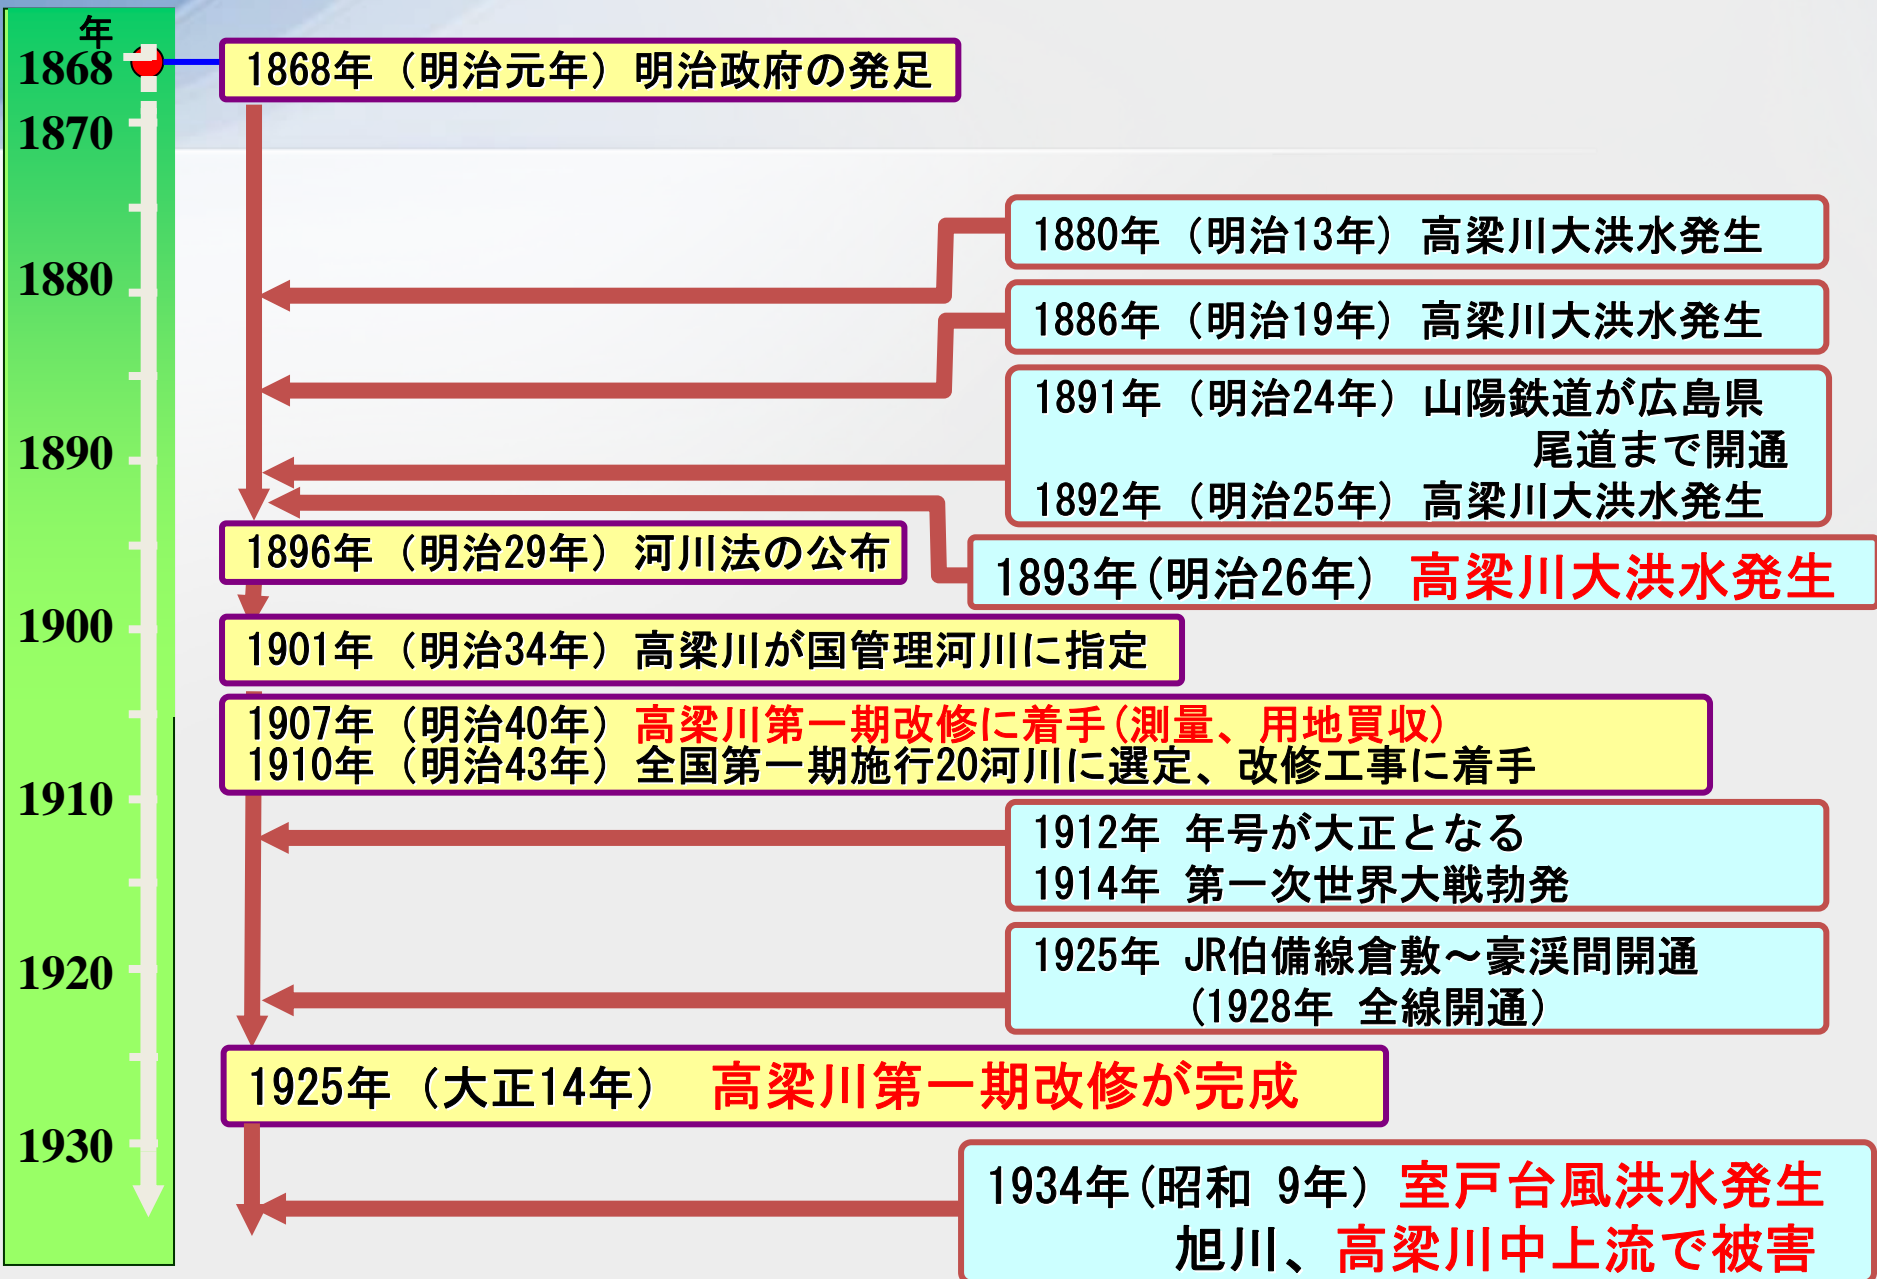 年
1868
1870
1880
1890
1900
1910
1920
1930
1868年（明治元年）明治政府の発足
1880年（明治13年）高梁川大洪水発生
1886年（明治19年）高梁川大洪水発生
1891年（明治24年）山陽鉄道が広島県
尾道まで開通
1892年（明治25年）高梁川大洪水発生
1896年（明治29年）河川法の公布
1893年(明治26年) 高梁川大洪水発生
1901年（明治34年）高梁川が国管理河川に指定
1907年（明治40年）高梁川第一期改修に着手(測量、用地買収)
1910年（明治43年）全国第一期施行20河川に選定、改修工事に着手
1912年 年号が大正となる
1914年 第一次世界大戦勃発
1925年 JR伯備線倉敷～豪渓間開通
(1928年 全線開通)
1925年（大正14年） 高梁川第一期改修が完成
1934年(昭和 9年) 室戸台風洪水発生
旭川、高梁川中上流で被害